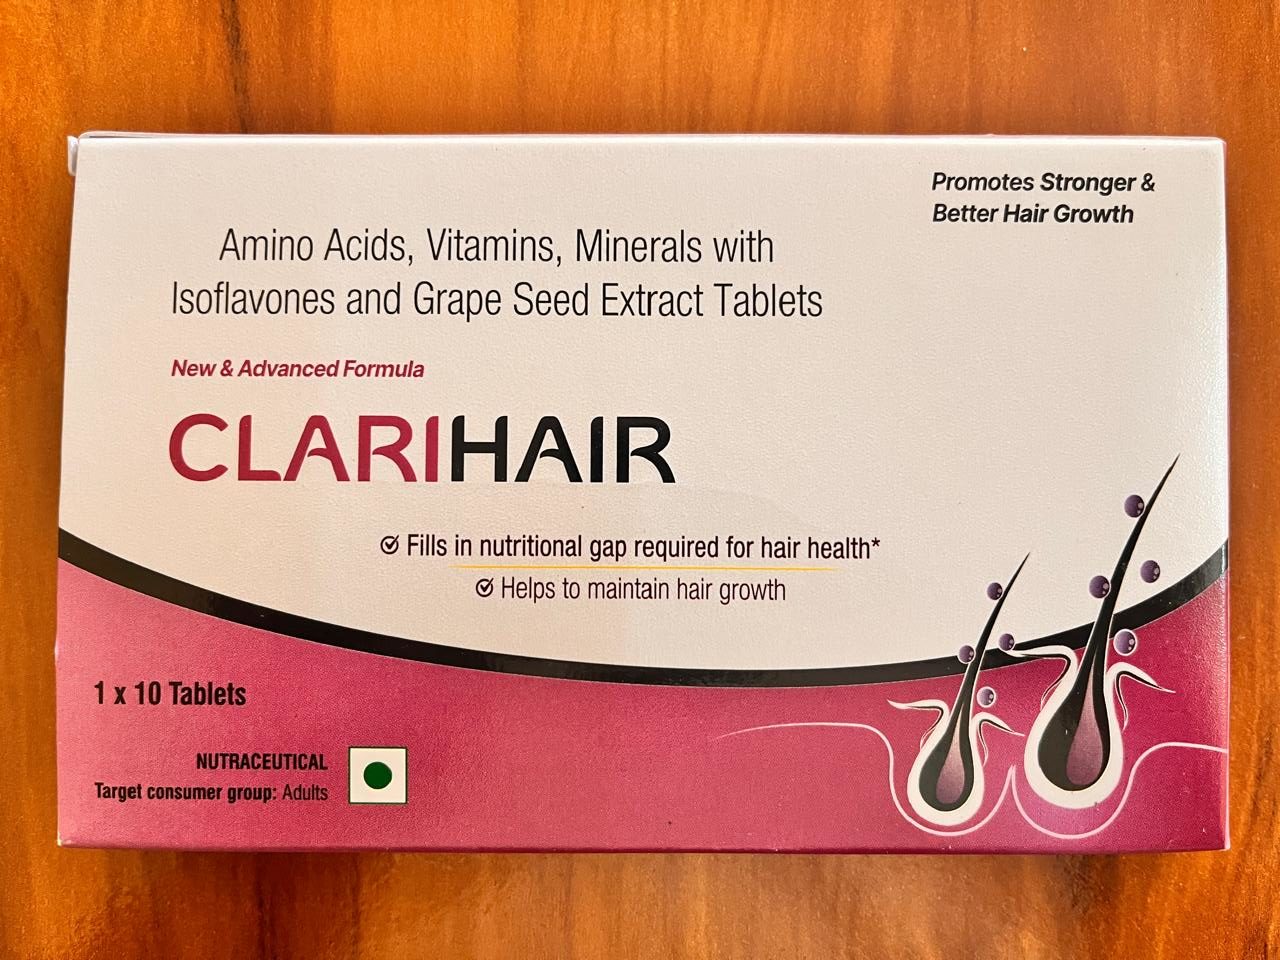 Promotes Stronger &
Better Hair Growth
Amino Acids, Vitamins, Minerals with
Isoflavones and Grape Seed Extract Tablets
New & Advanced Formula
CLARIHAIR
Fills in nutritional gap required for hair health*
Helps to maintain hair growth
1 x 10 Tablets
NUTRACEUTICAL
Target consumer group: Adults